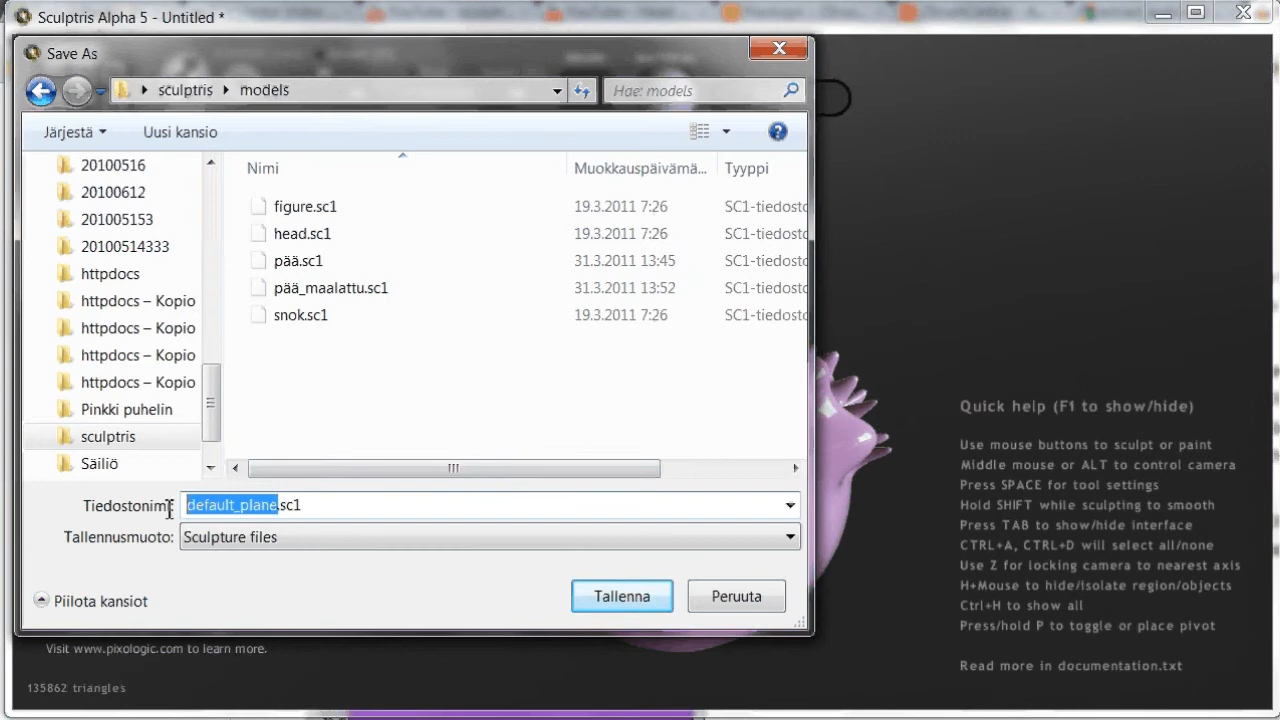 Sculptris Alpha 5 - Untitled *
Save As
sculptris models
Hae: models
Järjestä Uusi kansio
Nimi Muokkauspäivämä... Tyyppi
20100516
20100612
201005153
20100514333
httpdocs
httpdocs – Kopio
httpdocs – Kopio
httpdocs – Kopio
httpdocs – Kopio
Pinkki puhelin
sculptris
Säiliö
figure.sc1 19.3.2011 7:26 SC1-tiedosto
head.sc1 19.3.2011 7:26 SC1-tiedosto
pää.sc1 31.3.2011 13:45 SC1-tiedosto
pää_maalattu.sc1 31.3.2011 13:52 SC1-tiedosto
snok.sc1 19.3.2011 7:26 SC1-tiedosto
Tiedostonimi: default_plane.sc1
Tallennusmuoto: Sculpture files
Piilota kansiot
Tallenna Peruuta
Quick help (F1 to show/hide)
Use mouse buttons to sculpt or paint
Middle mouse or ALT to control camera
Press SPACE for tool settings
Hold SHIFT while sculpting to smooth
Press TAB to show/hide interface
CTRL+A, CTRL+D will select all/none
Use Z for locking camera to nearest axis
H+Mouse to hide/isolate region/objects
Ctrl+H to show all
Press/hold P to toggle or place pivot
Read more in documentation.txt
Visit www.pixologic.com to learn more.
135862 triangles